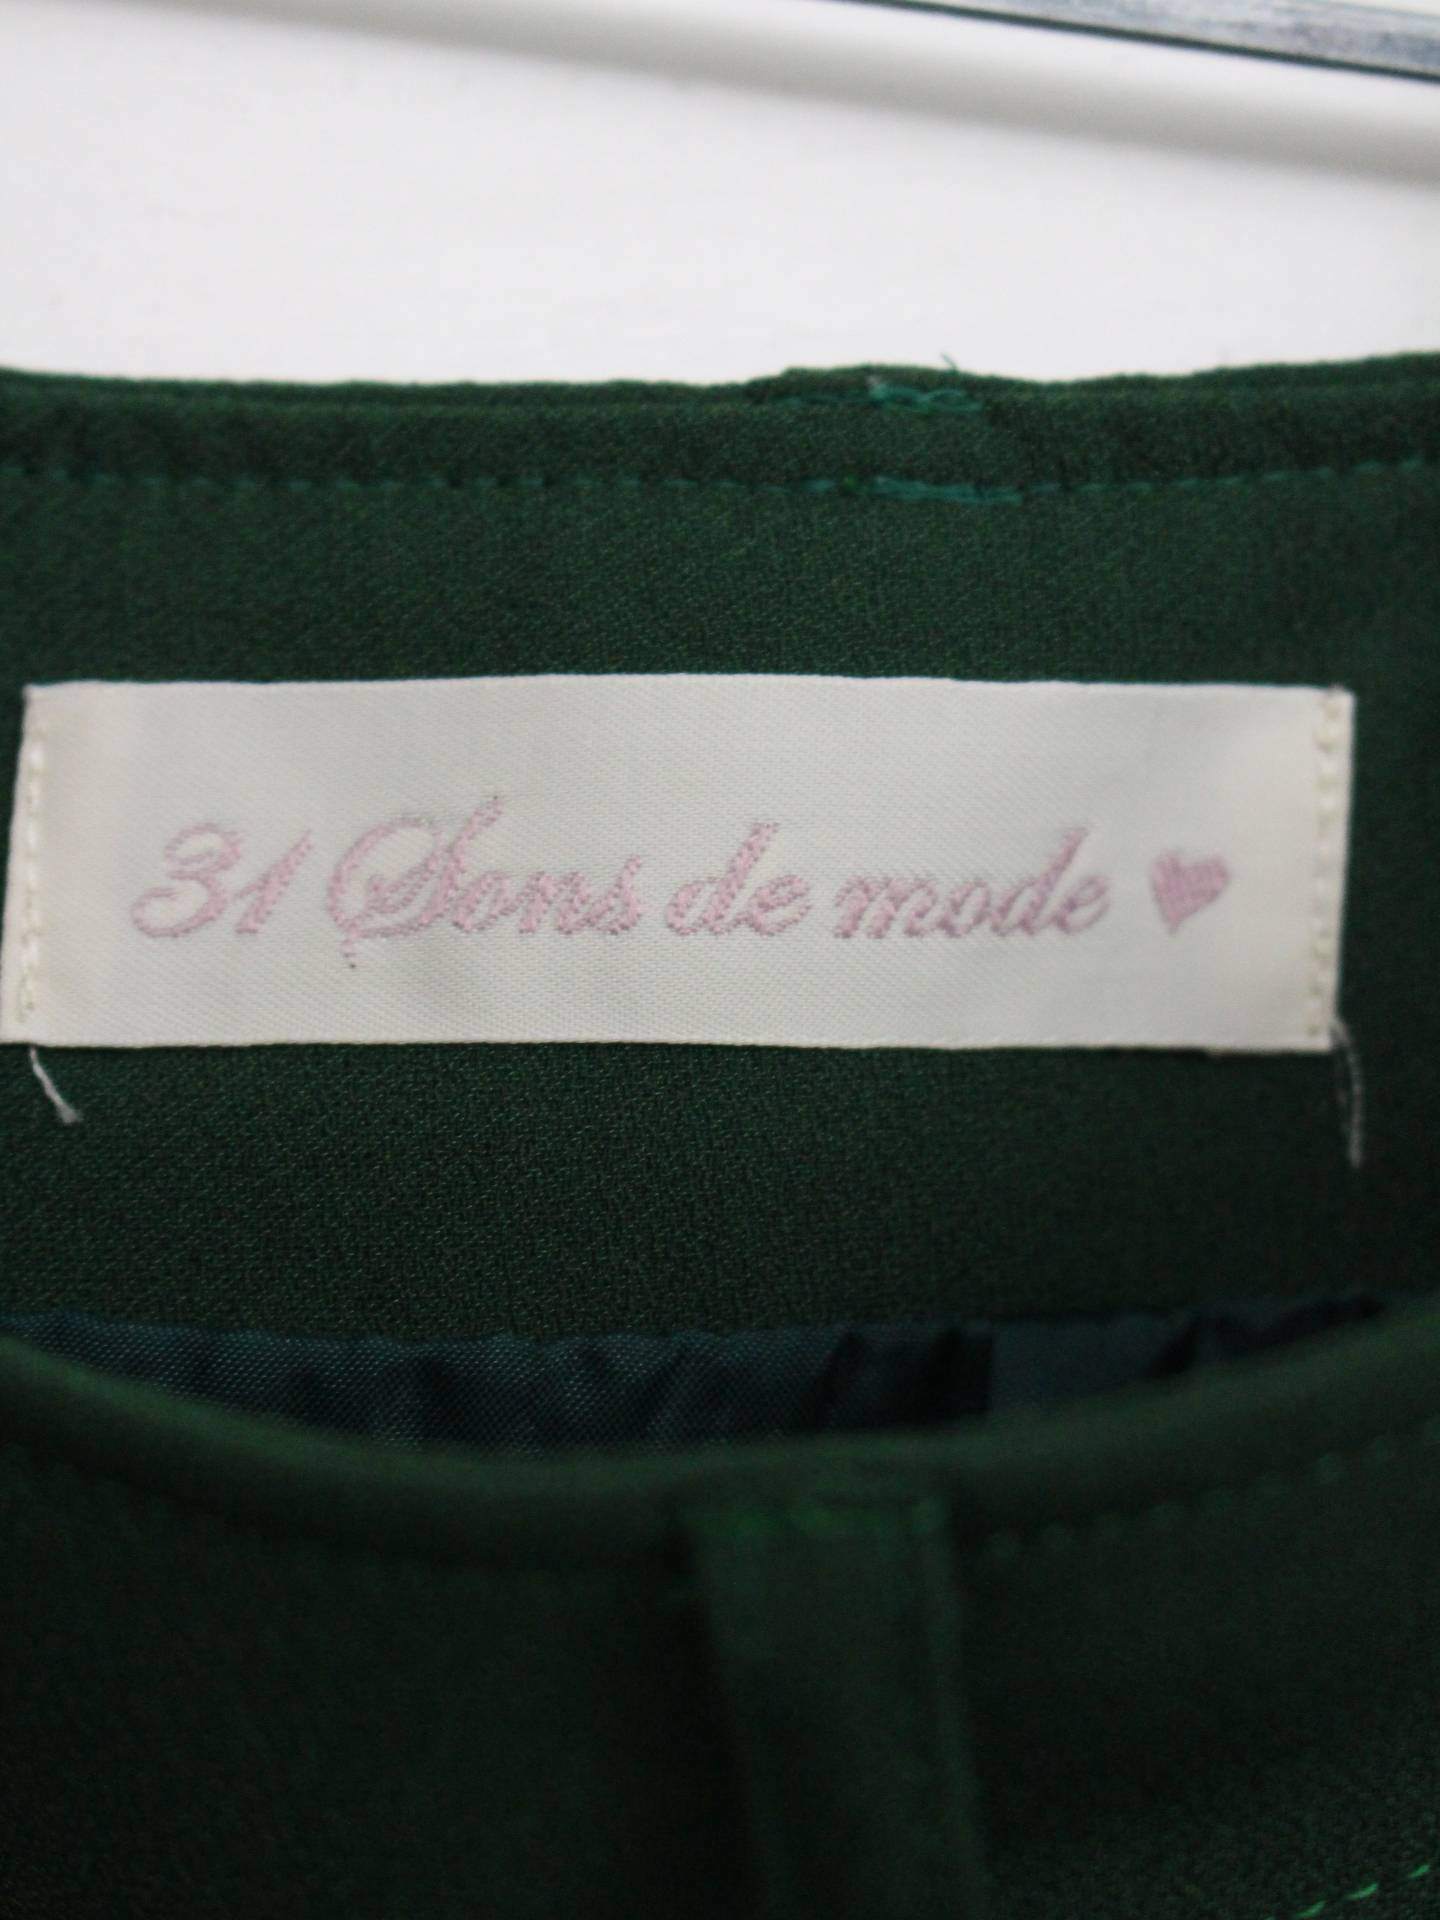 31 Sons de mode ♥